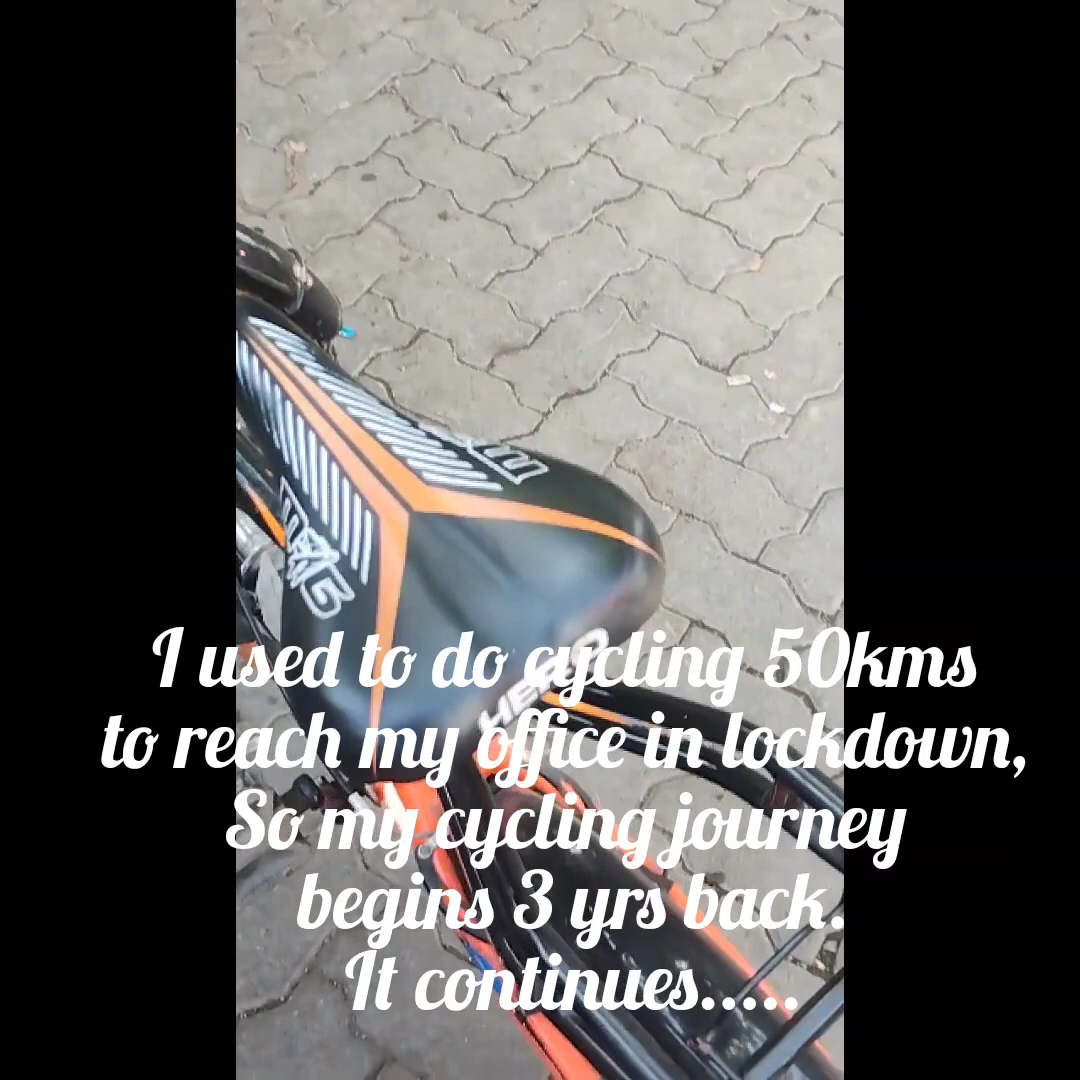 HERO
I used to do cycling 50kms
to reach my office in lockdown,
So my cycling journey
begins 3 yrs back.
It continues.....